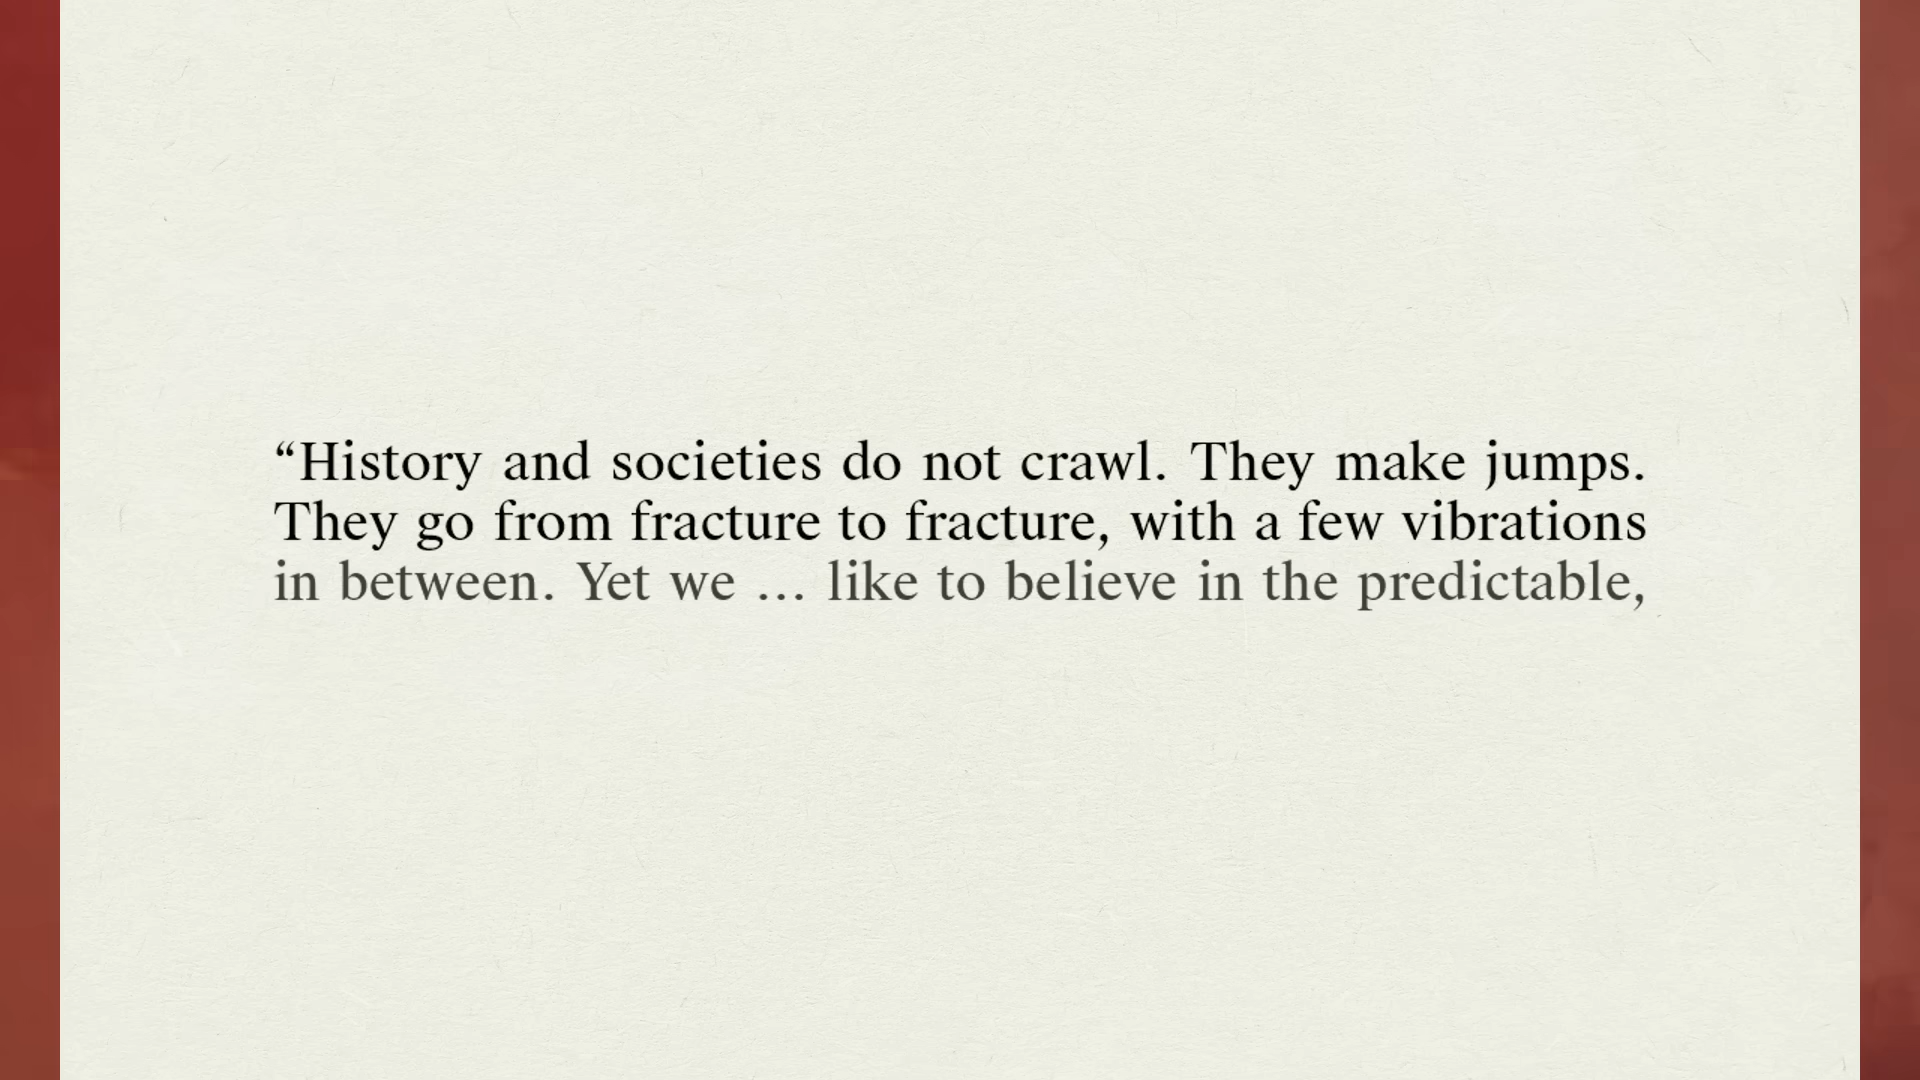 “History and societies do not crawl. They make jumps.
They go from fracture to fracture, with a few vibrations
in between. Yet we … like to believe in the predictable,